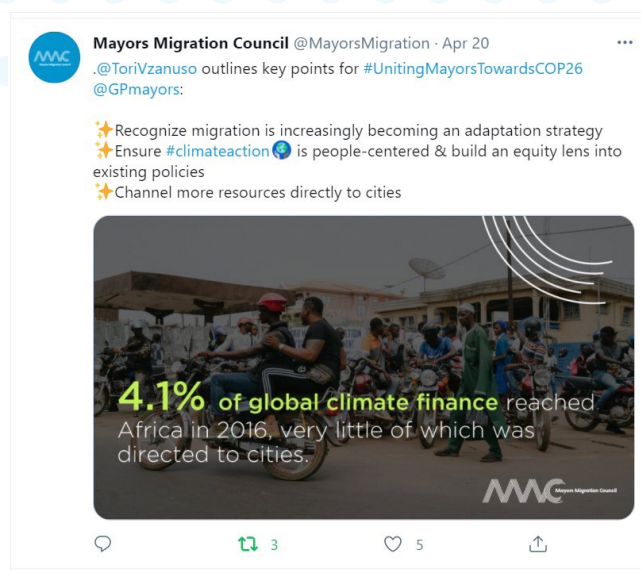 Mayors Migration Council @MayorsMigration · Apr 20
.@ToriVzanuso outlines key points for #UnitingMayorsTowardsCOP26
@GPmayors:
✨Recognize migration is increasingly becoming an adaptation strategy
✨Ensure #climateaction🌎 is people-centered & build an equity lens into
existing policies
✨Channel more resources directly to cities
4.1% of global climate finance reached
Africa in 2016, very little of which was
directed to cities.
MMC Mayors Migration Council
3 5